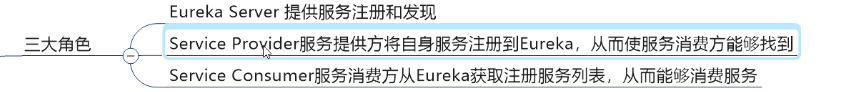 Eureka Server 提供服务注册和发现
三大角色
Service Provider服务提供方将自身服务注册到Eureka，从而使服务消费方能够找到
Service Consumer服务消费方从Eureka获取注册服务列表，从而能够消费服务